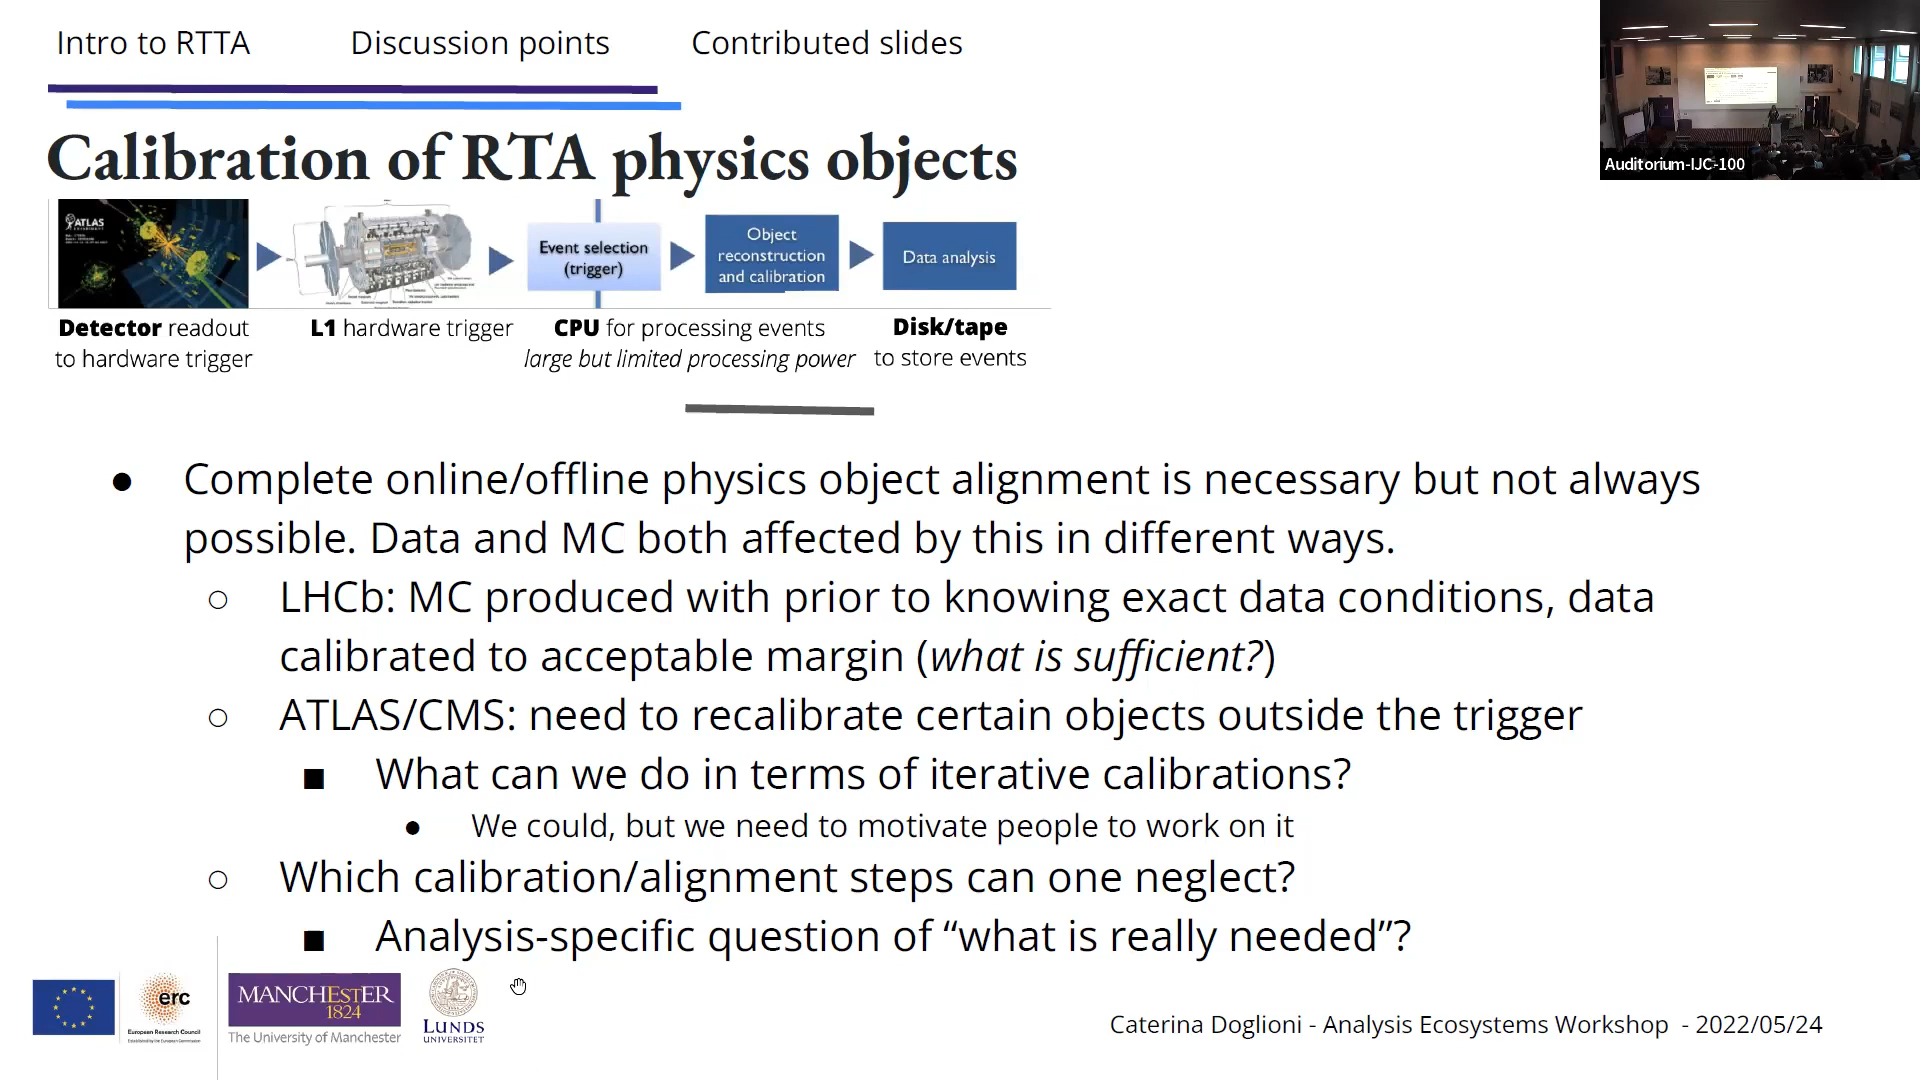 Intro to RTTA Discussion points Contributed slides
Auditorium-IJC-100
Calibration of RTA physics objects
ATLAS
EXPERIMENT
Event selection
(trigger)
Object
reconstruction
and calibration
Data analysis
Detector readout
to hardware trigger
L1 hardware trigger
CPU for processing events
large but limited processing power
Disk/tape
to store events
● Complete online/offline physics object alignment is necessary but not always
possible. Data and MC both affected by this in different ways.
○ LHCb: MC produced with prior to knowing exact data conditions, data
calibrated to acceptable margin (what is sufficient?)
○ ATLAS/CMS: need to recalibrate certain objects outside the trigger
■ What can we do in terms of iterative calibrations?
● We could, but we need to motivate people to work on it
○ Which calibration/alignment steps can one neglect?
■ Analysis-specific question of “what is really needed”?
erc
European Research Council
Established by the European Commission
MANCHESTER
1824
The University of Manchester
LUNDS
UNIVERSITET
Caterina Doglioni - Analysis Ecosystems Workshop - 2022/05/24